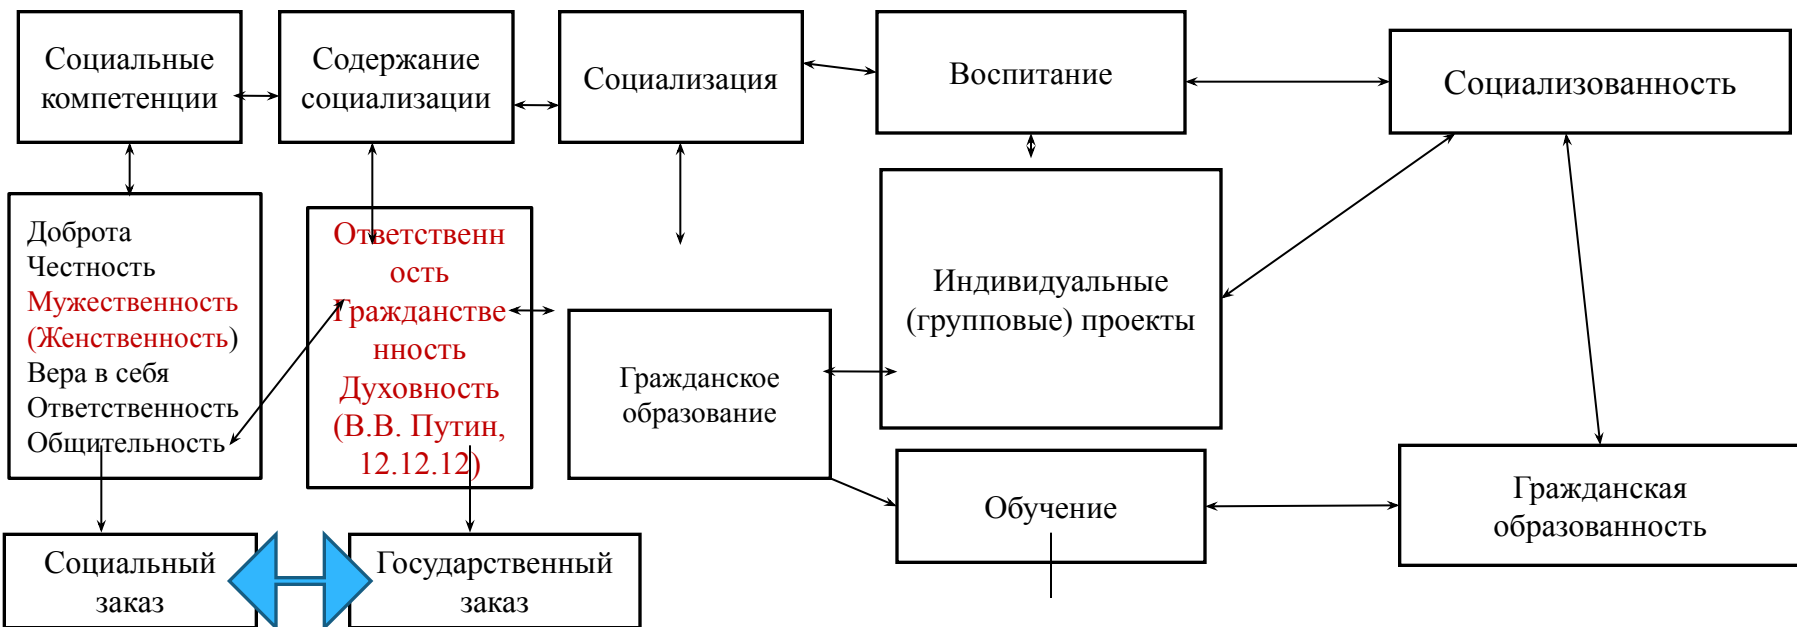 Социальные
компетенции
Содержание
социализации
Социализация
Воспитание
Социализованность
Доброта
Честность
Мужественность
(Женственность)
Вера в себя
Ответственность
Общительность
Ответственн
ость
Гражданстве
нность
Духовность
(В.В. Путин,
12.12.12)
Гражданское
образование
Индивидуальные
(групповые) проекты
Обучение
Гражданская
образованность
Социальный
заказ
Государственный
заказ